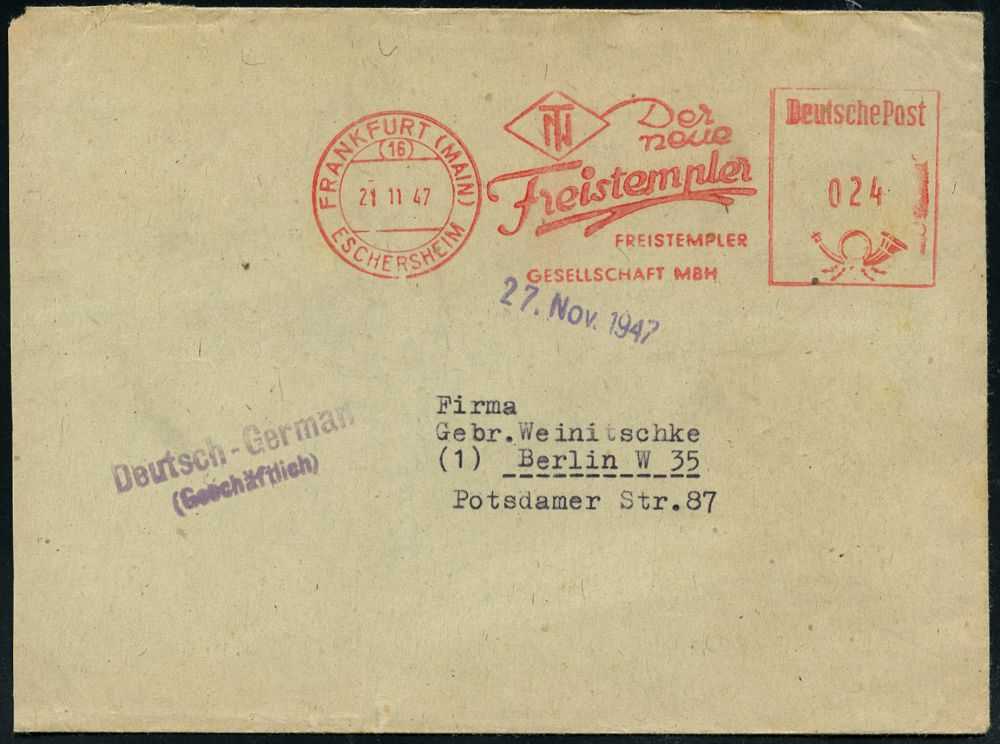 FRANKFURT (MAIN)
(16)
21 11 47
ESCHERSHEIM
TN
Der
neue
Freistempler
FREISTEMPLER
GESELLSCHAFT MBH
Deutsche Post
024
27. Nov. 1947
Deutsch-German
(Geschäftlich)
Firma
Gebr.Weinitschke
(1) Berlin W 35
Potsdamer Str.87